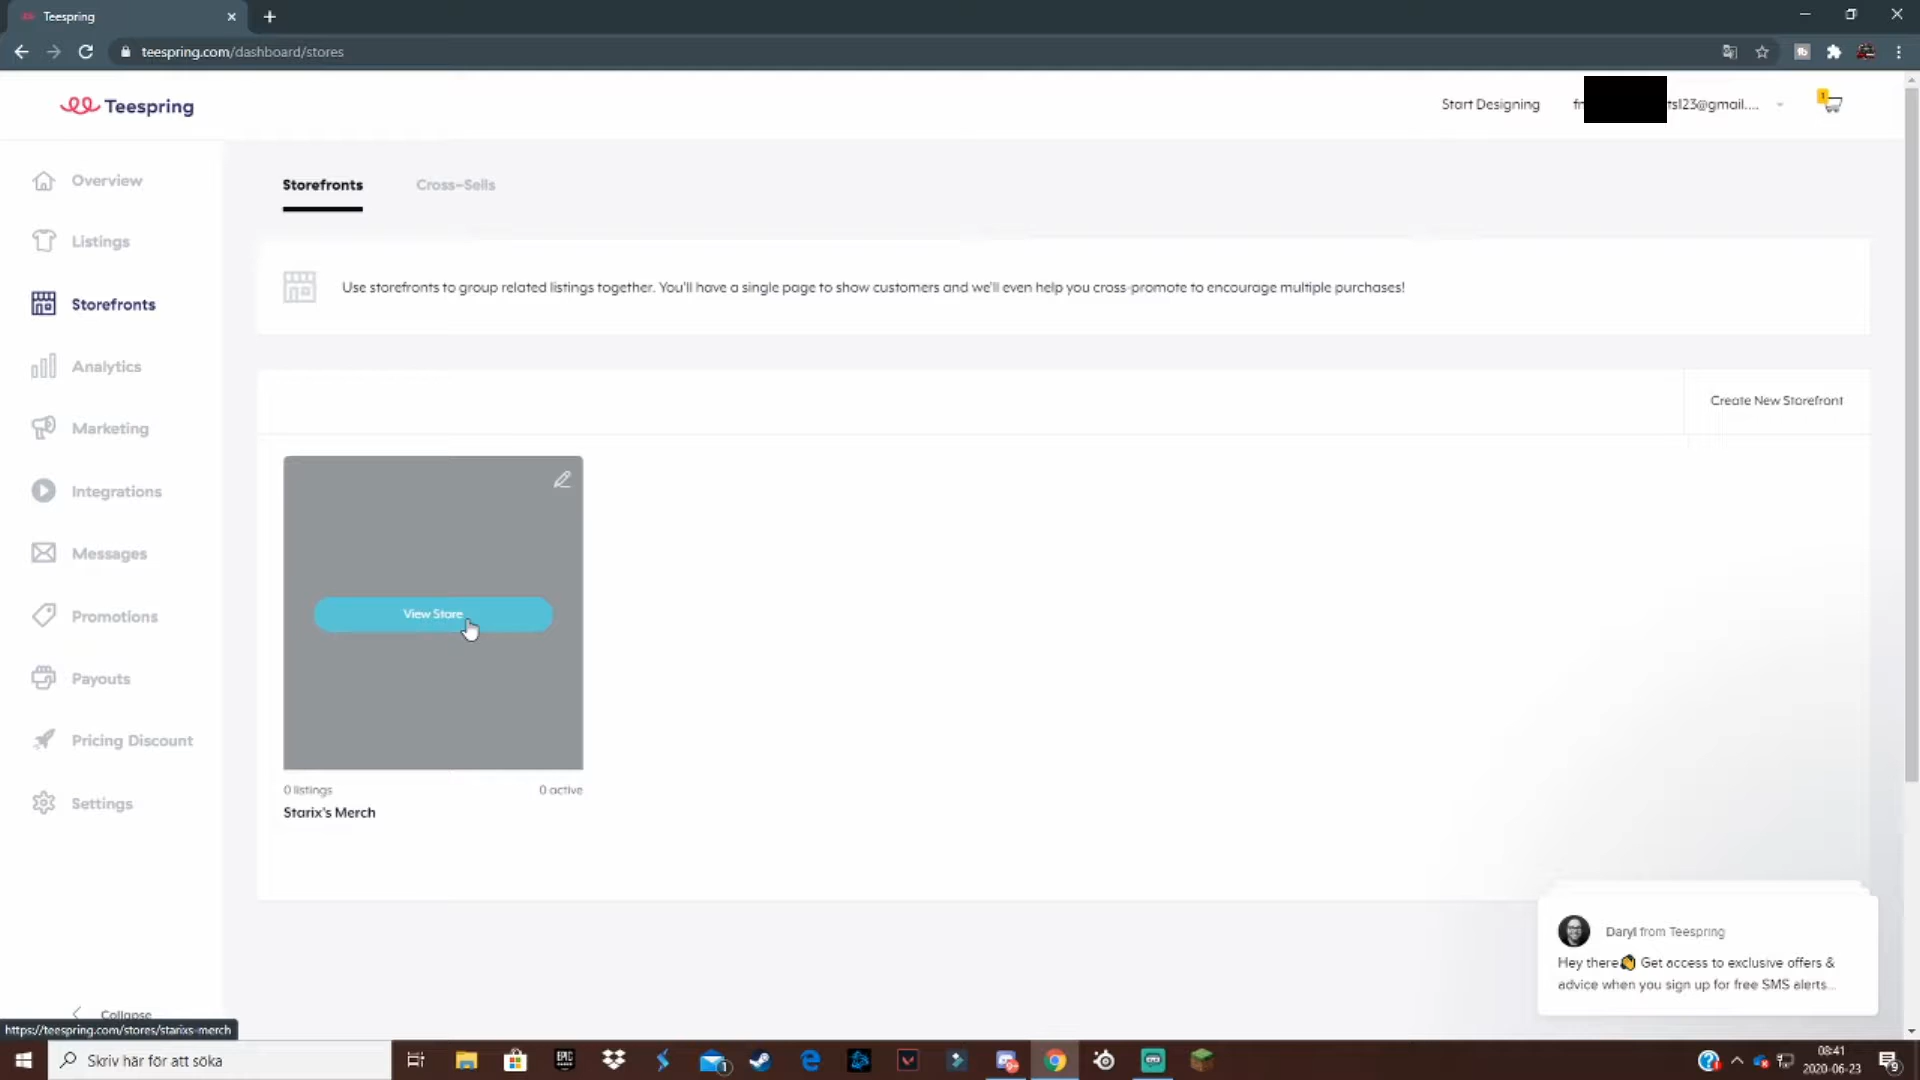 Teespring
teespring.com/dashboard/stores
Teespring
Start Designing
ts123@gmail....
1
Overview
Listings
Storefronts
Analytics
Marketing
Integrations
Messages
Promotions
Payouts
Pricing Discount
Settings
Collapse
Storefronts
Cross-Sells
Use storefronts to group related listings together. You'll have a single page to show customers and we'll even help you cross-promote to encourage multiple purchases!
Create New Storefront
View Store
0 listings
0 active
Starix's Merch
Daryl from Teespring
Hey there Get access to exclusive offers &
advice when you sign up for free SMS alerts...
https://teespring.com/stores/starixs-merch
Skriv här för att söka
EPIC
1
08:41
2020-06-23
9